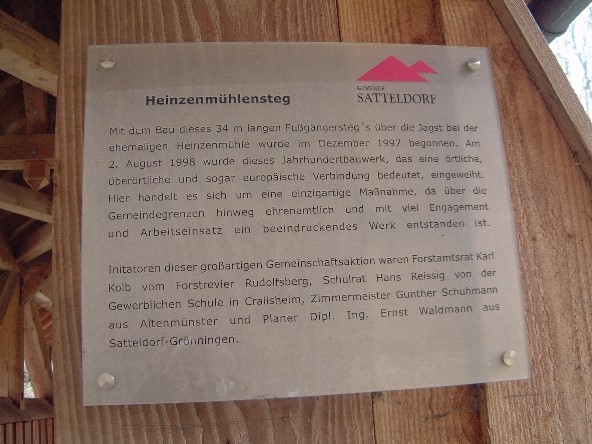 GEMEINDE
SATTELDORF
Heinzenmühlensteg
Mit dem Bau dieses 34 m langen Fußgängersteg´s über die Jagst bei der
ehemaligen Heinzenmühle wurde im Dezember 1997 begonnen. Am
2. August 1998 wurde dieses Jahrhundertbauwerk, das eine örtliche,
überörtliche und sogar europäische Verbindung bedeutet, eingeweiht.
Hier handelt es sich um eine einzigartige Maßnahme, da über die
Gemeindegrenzen hinweg ehrenamtlich und mit viel Engagement
und Arbeitseinsatz ein beeindruckendes Werk entstanden ist.
Initatoren dieser großartigen Gemeinschaftsaktion waren Forstamtsrat Karl
Kolb vom Forstrevier Rudolfsberg, Schulrat Hans Reissig von der
Gewerblichen Schule in Crailsheim, Zimmermeister Gunther Schuhmann
aus Altenmünster und Planer Dipl. Ing. Ernst Waldmann aus
Satteldorf-Gröningen.